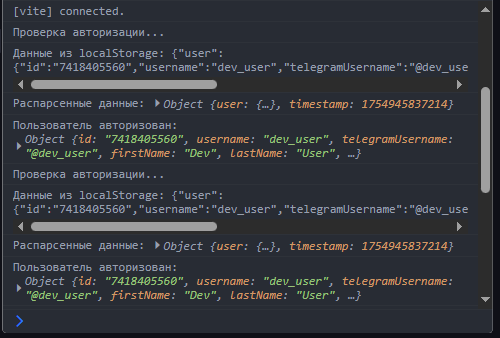 [vite] connected.
Проверка авторизации...
Данные из localStorage: {"user":
{"id":"7418405560","username":"dev_user","telegramUsername":"@dev_use
Распарсенные данные: Object {user: {…}, timestamp: 1754945837214}
Пользователь авторизован:
Object {id: "7418405560", username: "dev_user", telegramUsername:
"@dev_user", firstName: "Dev", lastName: "User", …}
Проверка авторизации...
Данные из localStorage: {"user":
{"id":"7418405560","username":"dev_user","telegramUsername":"@dev_use
Распарсенные данные: Object {user: {…}, timestamp: 1754945837214}
Пользователь авторизован:
Object {id: "7418405560", username: "dev_user", telegramUsername:
"@dev_user", firstName: "Dev", lastName: "User", …}